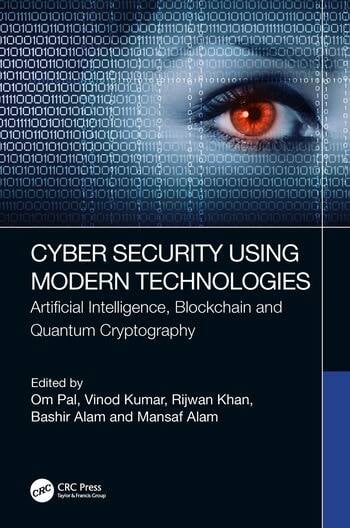 CYBER SECURITY USING
MODERN TECHNOLOGIES
Artificial Intelligence, Blockchain and
Quantum Cryptography
Edited by
Om Pal, Vinod Kumar, Rijwan Khan,
Bashir Alam and Mansaf Alam
CRC
CRC Press
Taylor & Francis Group